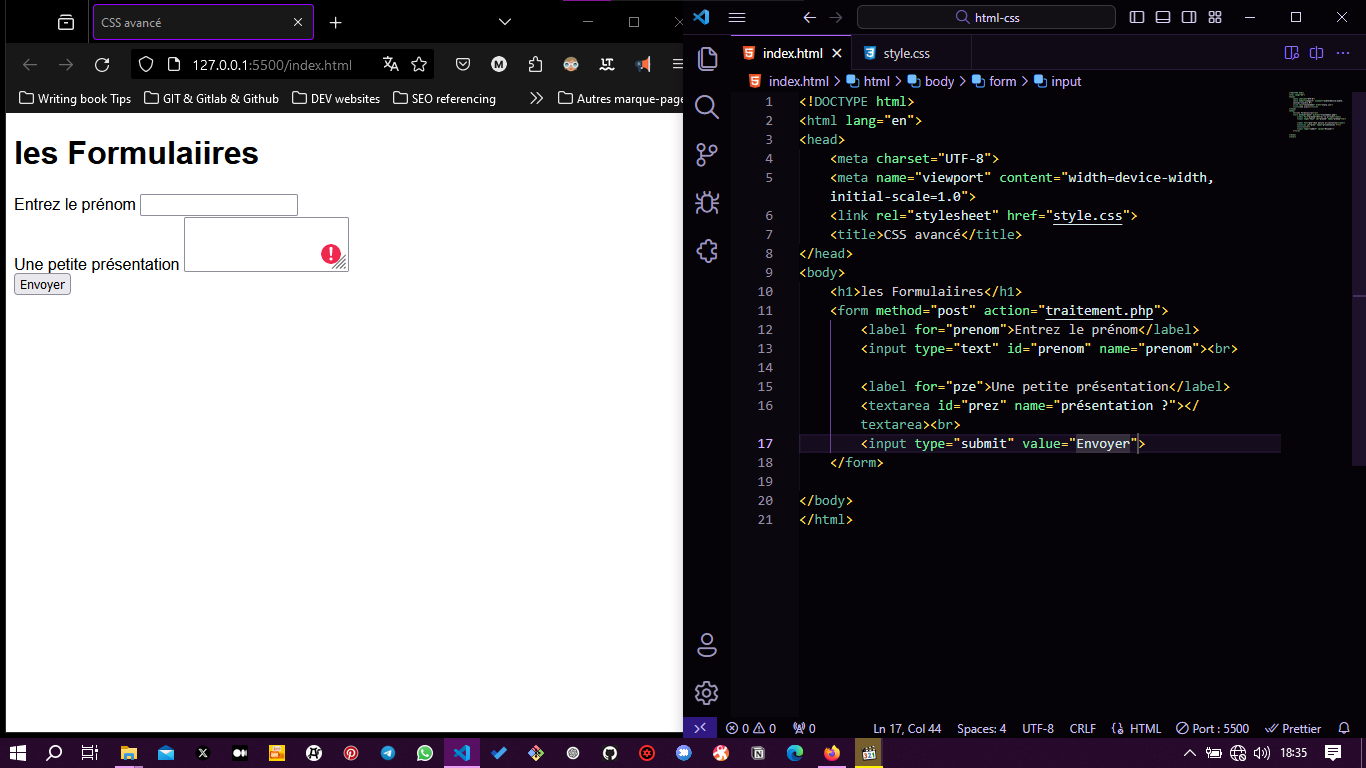 CSS avancé
127.0.0.1:5500/index.html
Writing book Tips
GIT & Gitlab & Github
DEV websites
SEO referencing
Autres marque-page
les Formulaiires
Entrez le prénom
Une petite présentation
Envoyer
html-css
index.html
style.css
index.html > html > body > form > input
1 <!DOCTYPE html>
2 <html lang="en">
3 <head>
4 <meta charset="UTF-8">
5 <meta name="viewport" content="width=device-width,
initial-scale=1.0">
6 <link rel="stylesheet" href="style.css">
7 <title>CSS avancé</title>
8 </head>
9 <body>
10 <h1>les Formulaiires</h1>
11 <form method="post" action="traitement.php">
12 <label for="prenom">Entrez le prénom</label>
13 <input type="text" id="prenom" name="prenom"><br>
14
15 <label for="pze">Une petite présentation</label>
16 <textarea id="prez" name="présentation ?"></
textarea><br>
17 <input type="submit" value="Envoyer">
18 </form>
19
20 </body>
21 </html>
0 0 0
Ln 17, Col 44
Spaces: 4
UTF-8
CRLF
HTML
Port : 5500
Prettier
18:35